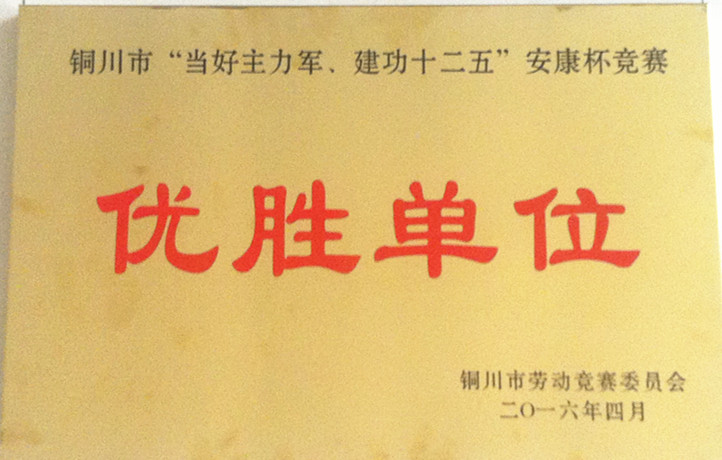 铜川市“当好主力军、建功十二五”安康杯竞赛
优胜单位
铜川市劳动竞赛委员会
二〇一六年四月